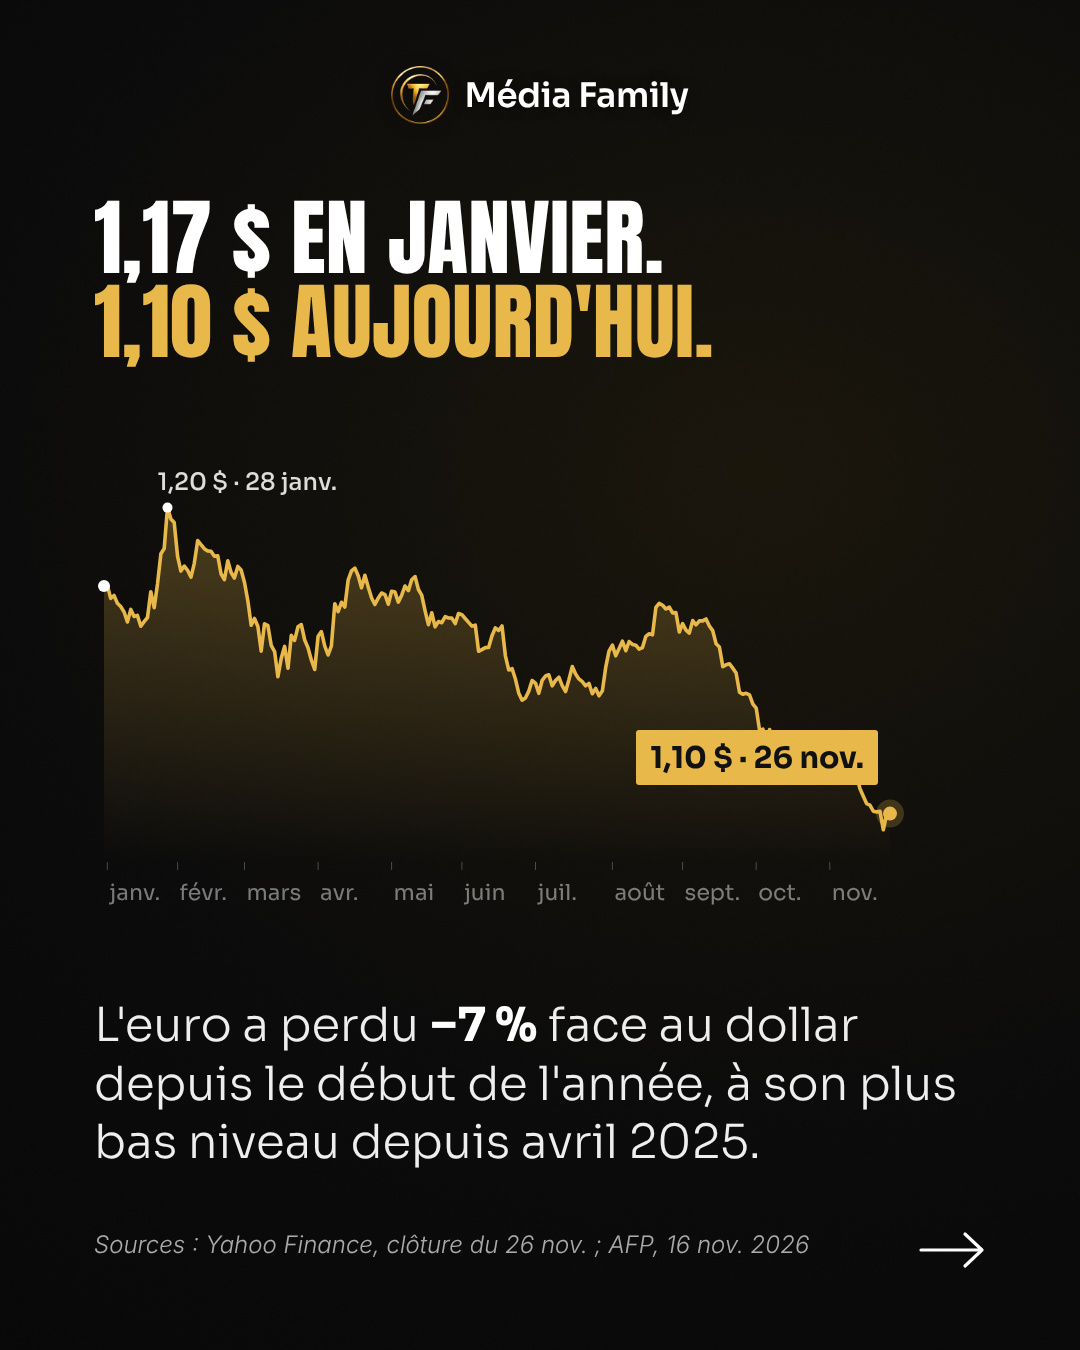 TF Média Family
1,17 $ EN JANVIER.
1,10 $ AUJOURD'HUI.
1,20 $ · 28 janv.
1,10 $ · 26 nov.
janv. févr. mars avr. mai juin juil. août sept. oct. nov.
L'euro a perdu −7 % face au dollar
depuis le début de l'année, à son plus
bas niveau depuis avril 2025.
Sources : Yahoo Finance, clôture du 26 nov. ; AFP, 16 nov. 2026